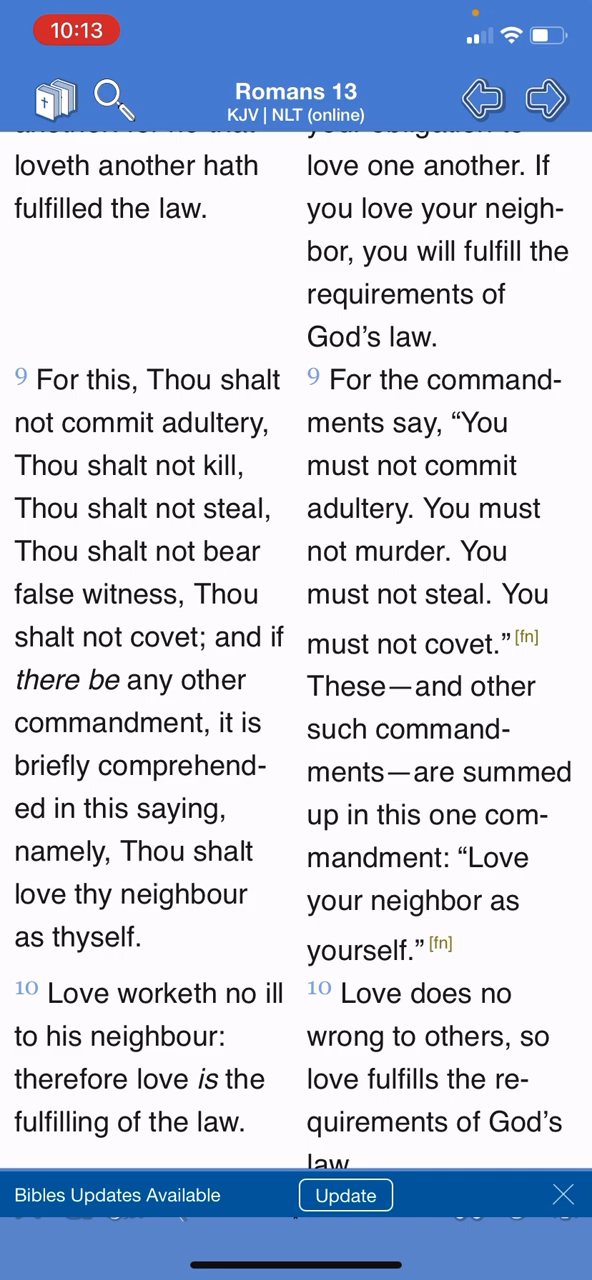 10:13
Romans 13
KJV | NLT (online)
loveth another hath
fulfilled the law.
9 For this, Thou shalt
not commit adultery,
Thou shalt not kill,
Thou shalt not steal,
Thou shalt not bear
false witness, Thou
shalt not covet; and if
there be any other
commandment, it is
briefly comprehend-
ed in this saying,
namely, Thou shalt
love thy neighbour
as thyself.
10 Love worketh no ill
to his neighbour:
therefore love is the
fulfilling of the law.
your obligation to
love one another. If
you love your neigh-
bor, you will fulfill the
requirements of
God’s law.
9 For the command-
ments say, “You
must not commit
adultery. You must
not murder. You
must not steal. You
must not covet.” [fn]
These—and other
such command-
ments—are summed
up in this one com-
mandment: “Love
your neighbor as
yourself.” [fn]
10 Love does no
wrong to others, so
love fulfills the re-
quirements of God’s
law
Bibles Updates Available
Update